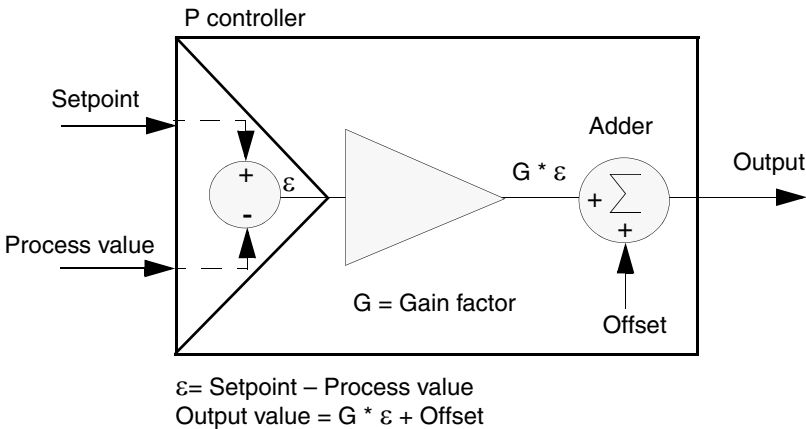 P controller
Setpoint
Adder
Output
+
ε
G * ε
+
Σ
-
+
Process value
G = Gain factor
Offset
ε= Setpoint – Process value
Output value = G * ε + Offset